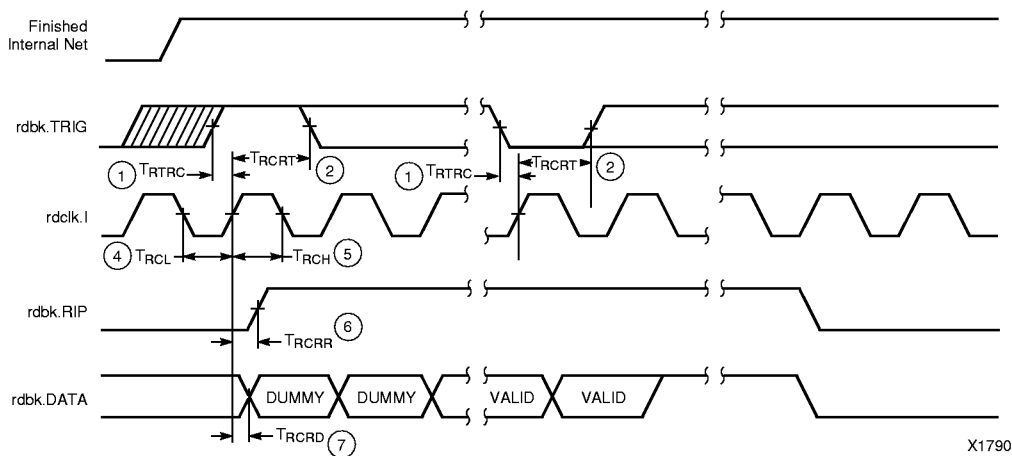 Finished
Internal Net
rdbk.TRIG
1 TRTRC
TRCRT
2
1 TRTRC
TRCRT
2
rdclk.I
4 TRCL
TRCH 5
rdbk.RIP
TRCRR 6
rdbk.DATA
DUMMY
DUMMY
VALID
VALID
TRCRD 7
X1790